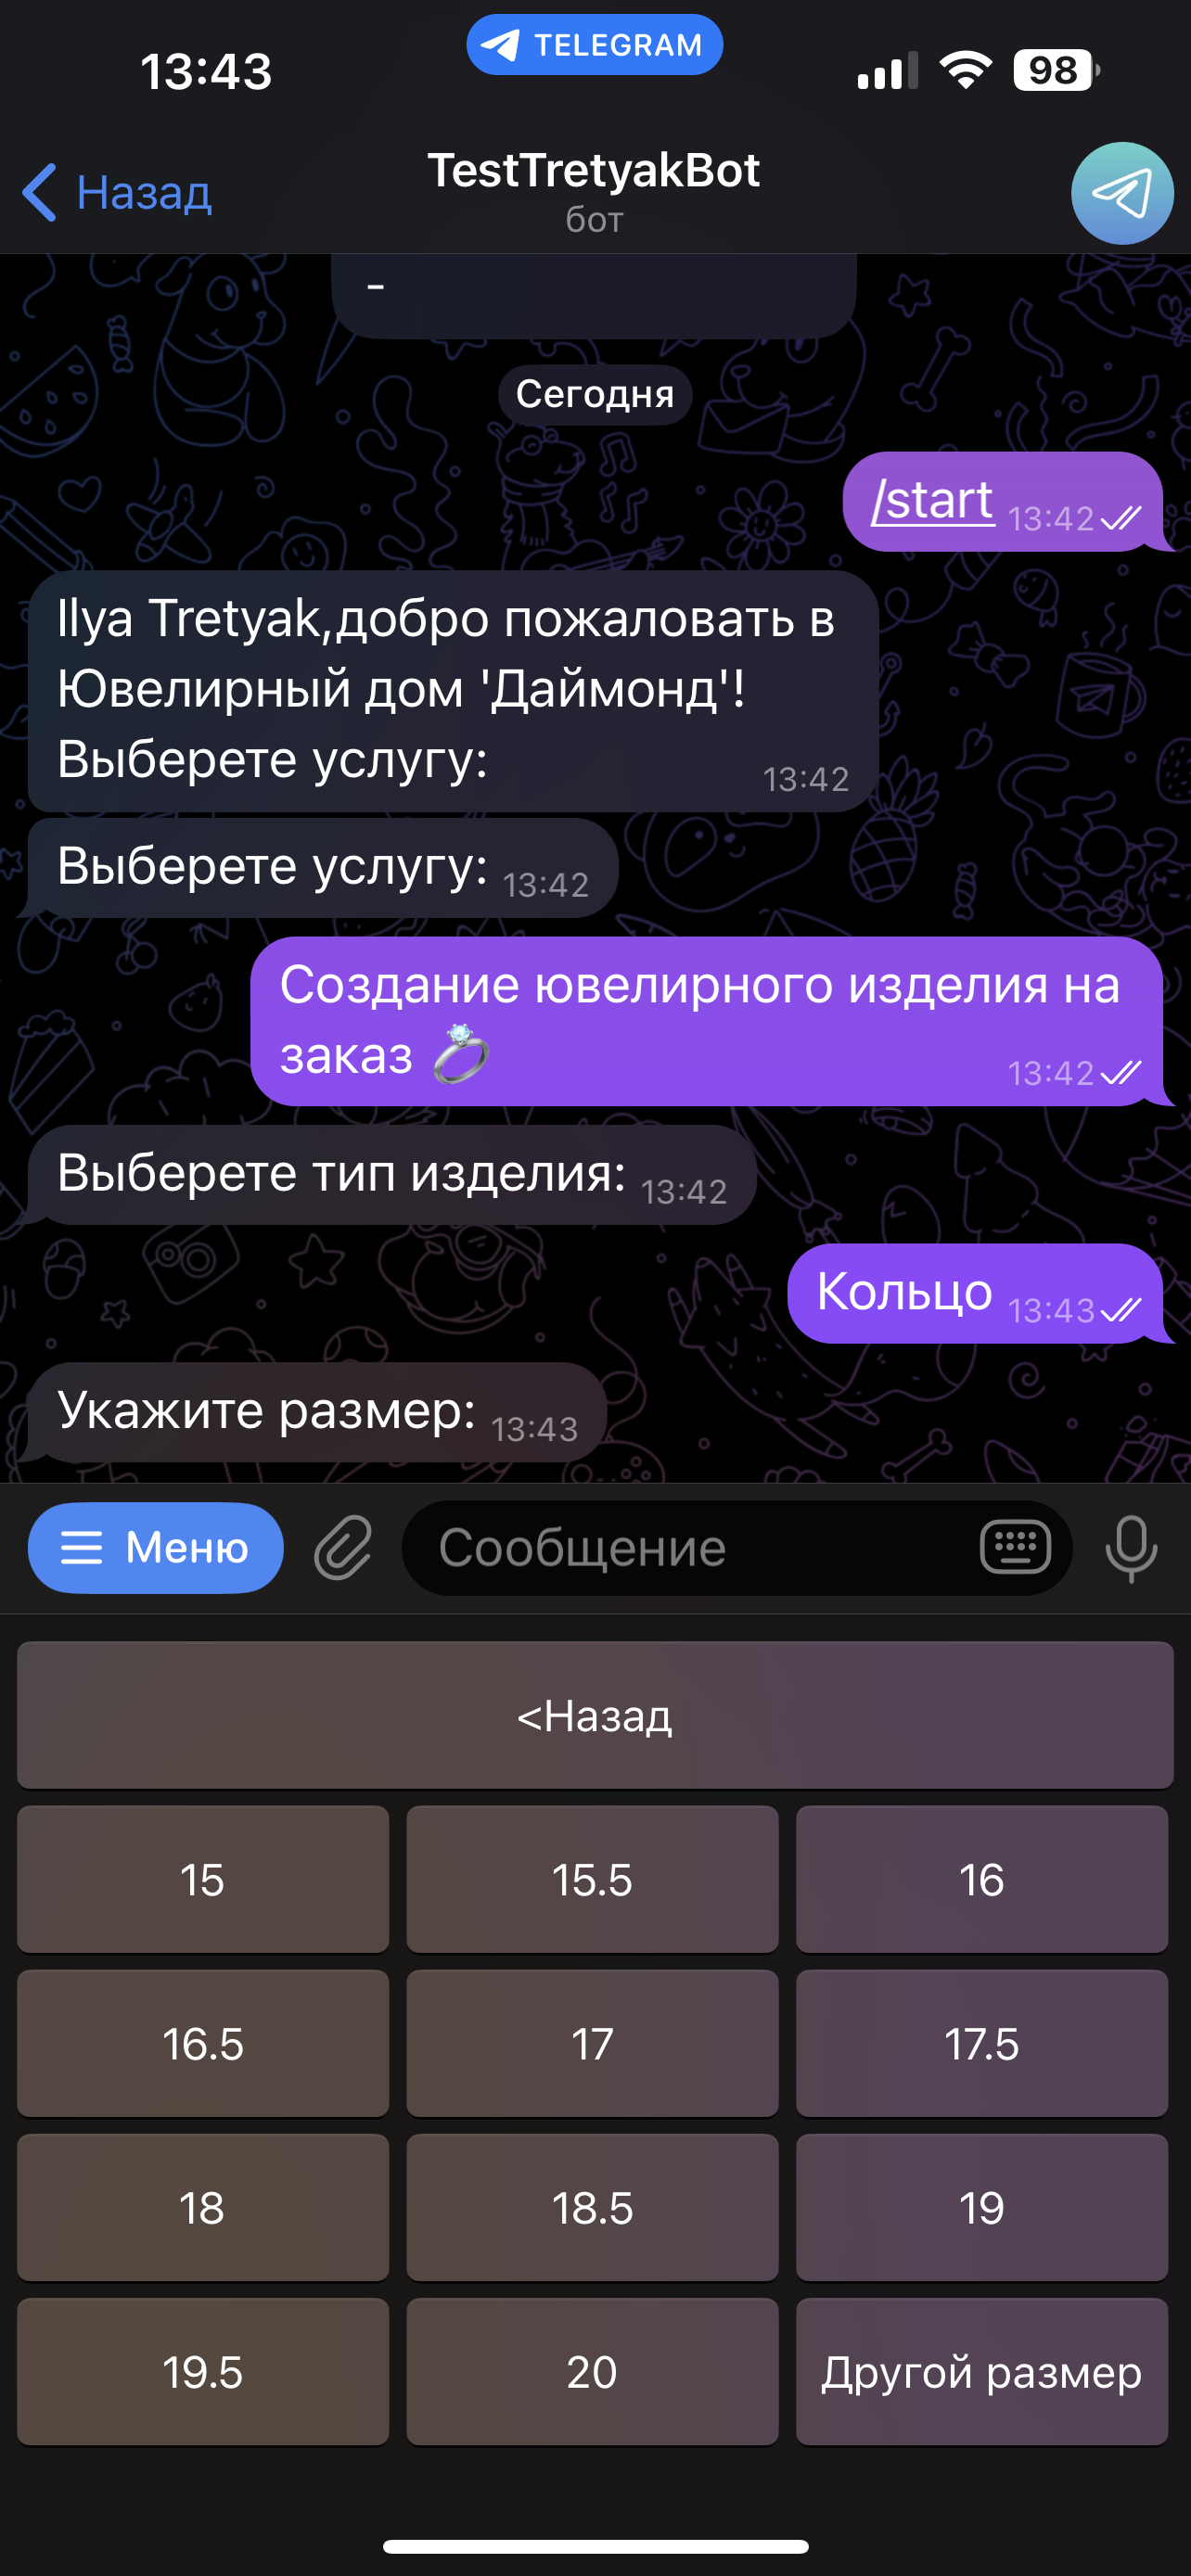 13:43
TELEGRAM
98
Назад
TestTretyakBot
бот
-
Сегодня
/start 13:42
Ilya Tretyak,добро пожаловать в
Ювелирный дом 'Даймонд'!
Выберете услугу: 13:42
Выберете услугу: 13:42
Создание ювелирного изделия на
заказ 💍 13:42
Выберете тип изделия: 13:42
Кольцо 13:43
Укажите размер: 13:43
Меню
Сообщение
<Назад
15 15.5 16
16.5 17 17.5
18 18.5 19
19.5 20 Другой размер